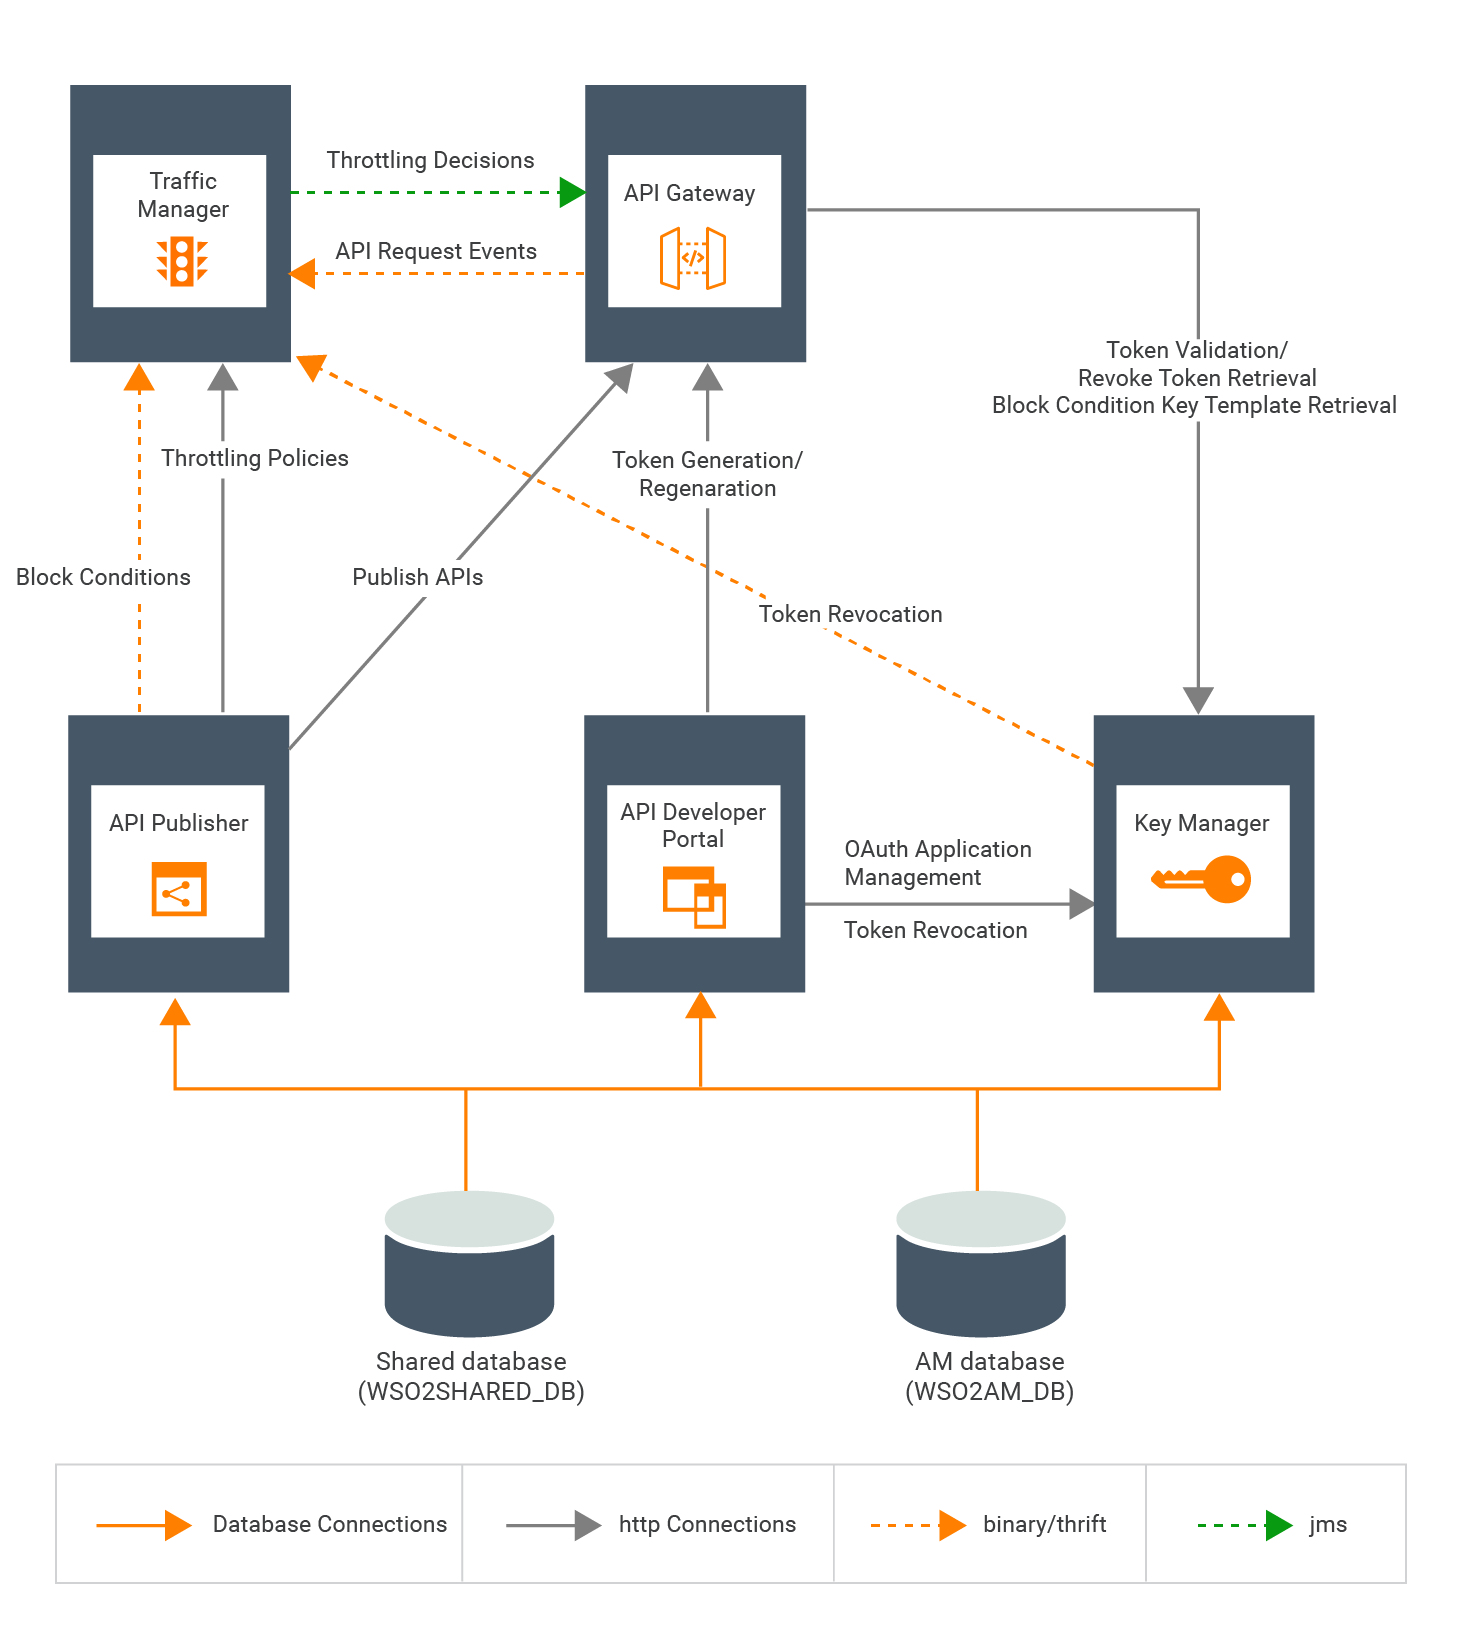 Throttling Decisions
Traffic
Manager
API Gateway
API Request Events
Token Validation/
Revoke Token Retrieval
Block Condition Key Template Retrieval
Throttling Policies
Token Generation/
Regenaration
Block Conditions
Publish APIs
Token Revocation
API Publisher
API Developer
Portal
Key Manager
OAuth Application
Management
Token Revocation
Shared database
(WSO2SHARED_DB)
AM database
(WSO2AM_DB)
Database Connections
http Connections
binary/thrift
jms